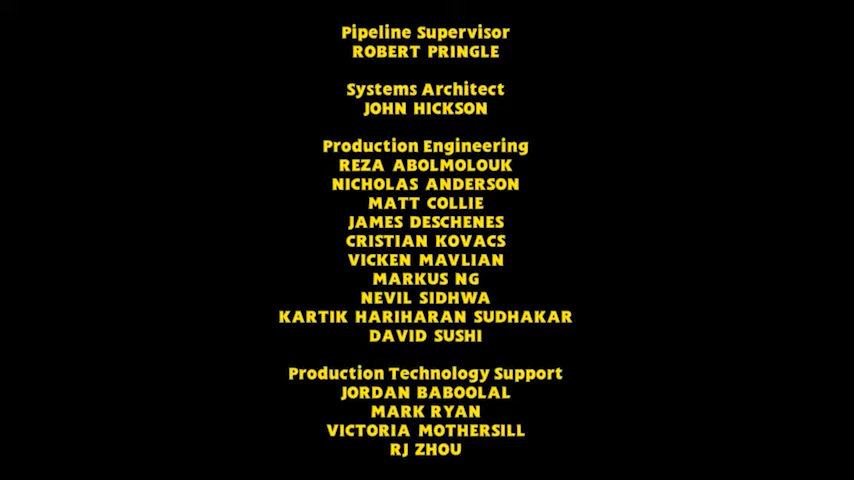 Pipeline Supervisor
ROBERT PRINGLE
Systems Architect
JOHN HICKSON
Production Engineering
REZA ABOLMOLOUK
NICHOLAS ANDERSON
MATT COLLIE
JAMES DESCHENES
CRISTIAN KOVACS
VICKEN MAVLIAN
MARKUS NG
NEVIL SIDHWA
KARTIK HARIHARAN SUDHAKAR
DAVID SUSHI
Production Technology Support
JORDAN BABOOLAL
MARK RYAN
VICTORIA MOTHERSILL
RJ ZHOU